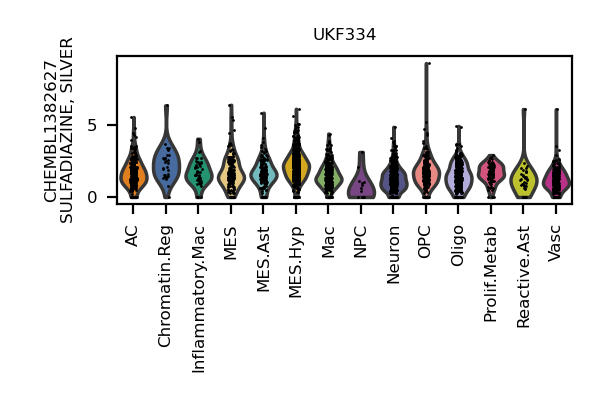 UKF334
CHEMBL1382627
SULFADIAZINE, SILVER
5
0
AC
Chromatin.Reg
Inflammatory.Mac
MES
MES.Ast
MES.Hyp
Mac
NPC
Neuron
OPC
Oligo
Prolif.Metab
Reactive.Ast
Vasc